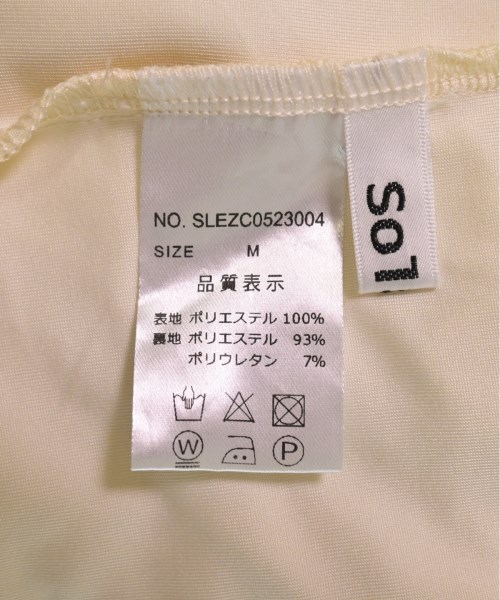 NO. SLEZC0523004
SIZE M
品質表示
表地 ポリエステル 100%
裏地 ポリエステル 93%
ポリウレタン 7%
W
P